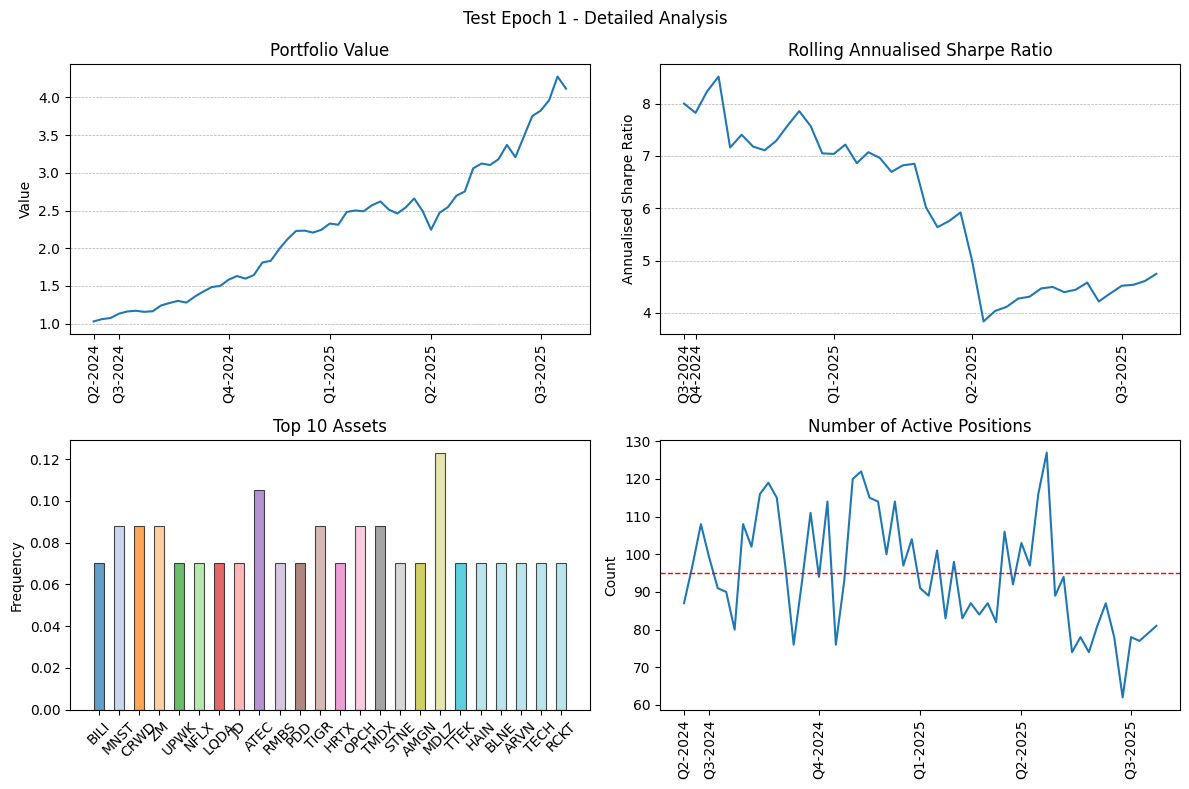 Test Epoch 1 - Detailed Analysis
Portfolio Value
Value
4.0
3.5
3.0
2.5
2.0
1.5
1.0
Q2-2024
Q3-2024
Q4-2024
Q1-2025
Q2-2025
Q3-2025
Rolling Annualised Sharpe Ratio
Annualised Sharpe Ratio
8
7
6
5
4
Q3-2024
Q4-2024
Q1-2025
Q2-2025
Q3-2025
Top 10 Assets
Frequency
0.12
0.10
0.08
0.06
0.04
0.02
0.00
BILI
MNST
CRWD
ZM
UPWK
NFLX
LQDA
JD
ATEC
RMBS
PDD
TIGR
HRTX
OPCH
TMDX
STNE
AMGN
MDLZ
TTEK
HAIN
BLNE
ARVN
TECH
RCKT
Number of Active Positions
Count
130
120
110
100
90
80
70
60
Q2-2024
Q3-2024
Q4-2024
Q1-2025
Q2-2025
Q3-2025